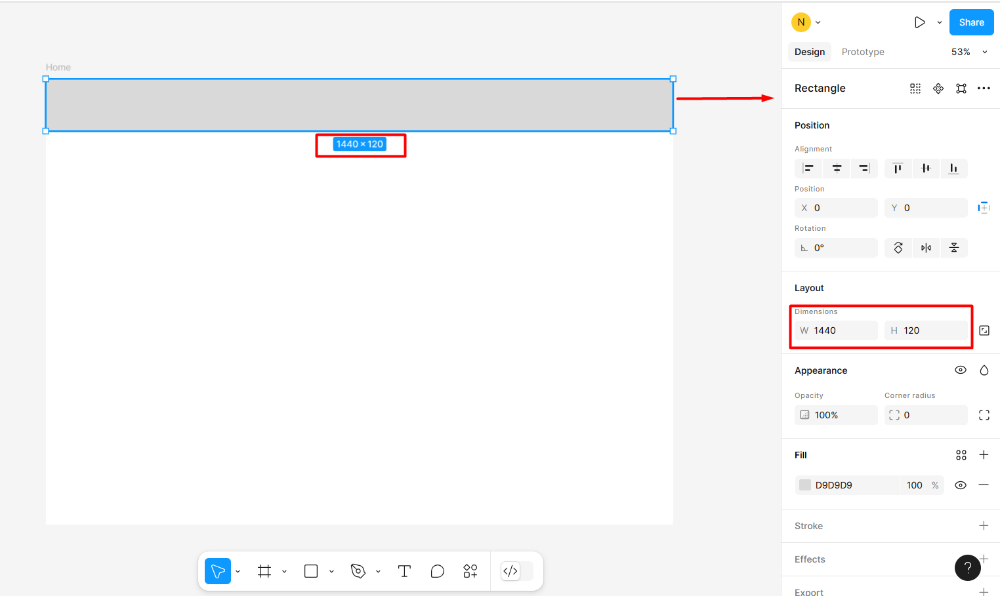 N
Share
Design Prototype 53%
Home
Rectangle
Position
Alignment
Position
X 0 Y 0
Rotation
0°
1440 × 120
Layout
Dimensions
W 1440 H 120
Appearance
Opacity Corner radius
100% 0
Fill
D9D9D9 100 %
Stroke
Effects
?
Export